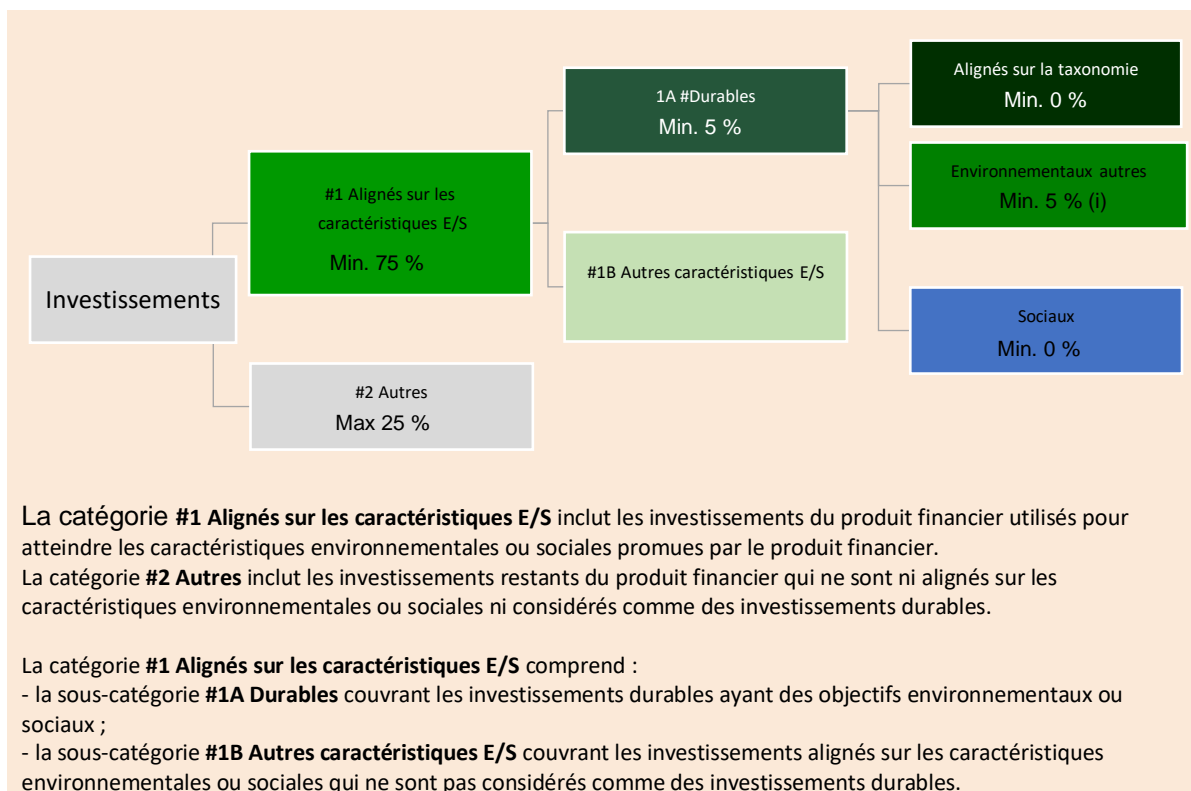 Investissements
#1 Alignés sur les
caractéristiques E/S
Min. 75 %
#2 Autres
Max 25 %
1A #Durables
Min. 5 %
#1B Autres caractéristiques E/S
Alignés sur la taxonomie
Min. 0 %
Environnementaux autres
Min. 5 % (i)
Sociaux
Min. 0 %
La catégorie #1 Alignés sur les caractéristiques E/S inclut les investissements du produit financier utilisés pour
atteindre les caractéristiques environnementales ou sociales promues par le produit financier.
La catégorie #2 Autres inclut les investissements restants du produit financier qui ne sont ni alignés sur les
caractéristiques environnementales ou sociales ni considérés comme des investissements durables.
La catégorie #1 Alignés sur les caractéristiques E/S comprend :
- la sous-catégorie #1A Durables couvrant les investissements durables ayant des objectifs environnementaux ou
sociaux ;
- la sous-catégorie #1B Autres caractéristiques E/S couvrant les investissements alignés sur les caractéristiques
environnementales ou sociales qui ne sont pas considérés comme des investissements durables.